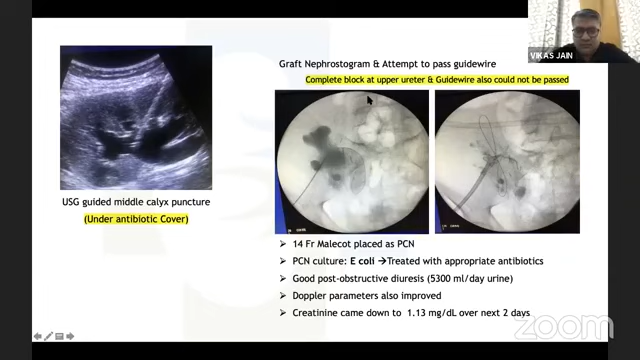 VIKAS JAIN
Graft Nephrostogram & Attempt to pass guidewire
Complete block at upper ureter & Guidewire also could not be passed
USG guided middle calyx puncture
(Under antibiotic Cover)
➢ 14 Fr Malecot placed as PCN
➢ PCN culture: E coli →Treated with appropriate antibiotics
➢ Good post-obstructive diuresis (5300 ml/day urine)
➢ Doppler parameters also improved
➢ Creatinine came down to 1.13 mg/dL over next 2 days
zoom